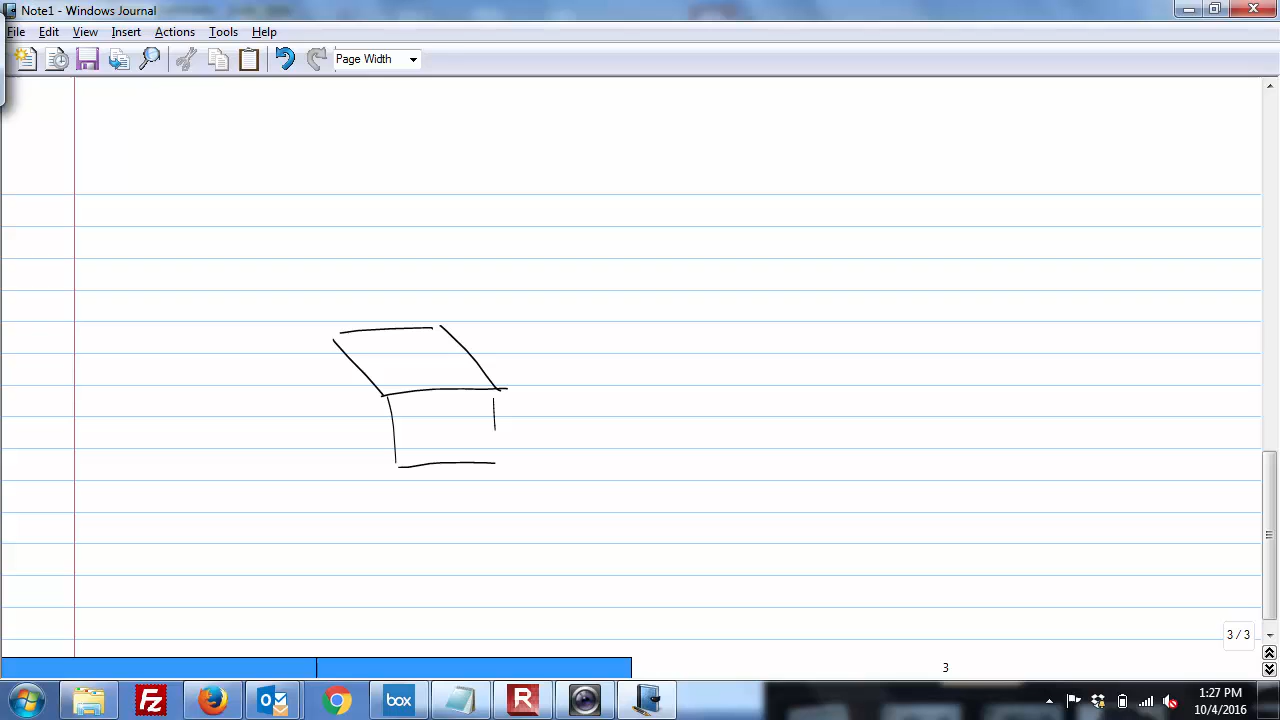 Note1 - Windows Journal
File Edit View Insert Actions Tools Help
Page Width
3 / 3
3
Fz
box
R
1:27 PM
10/4/2016